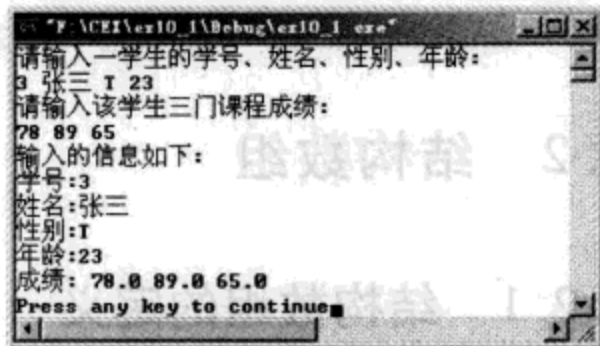 "F:\CEX\ex10_1\Debug\ex10_1.exe"
请输入一学生的学号、姓名、性别、年龄：
3 张三 T 23
请输入该学生三门课程成绩：
78 89 65
输入的信息如下：
学号:3
姓名:张三
性别:T
年龄:23
成绩: 78.0 89.0 65.0
Press any key to continue